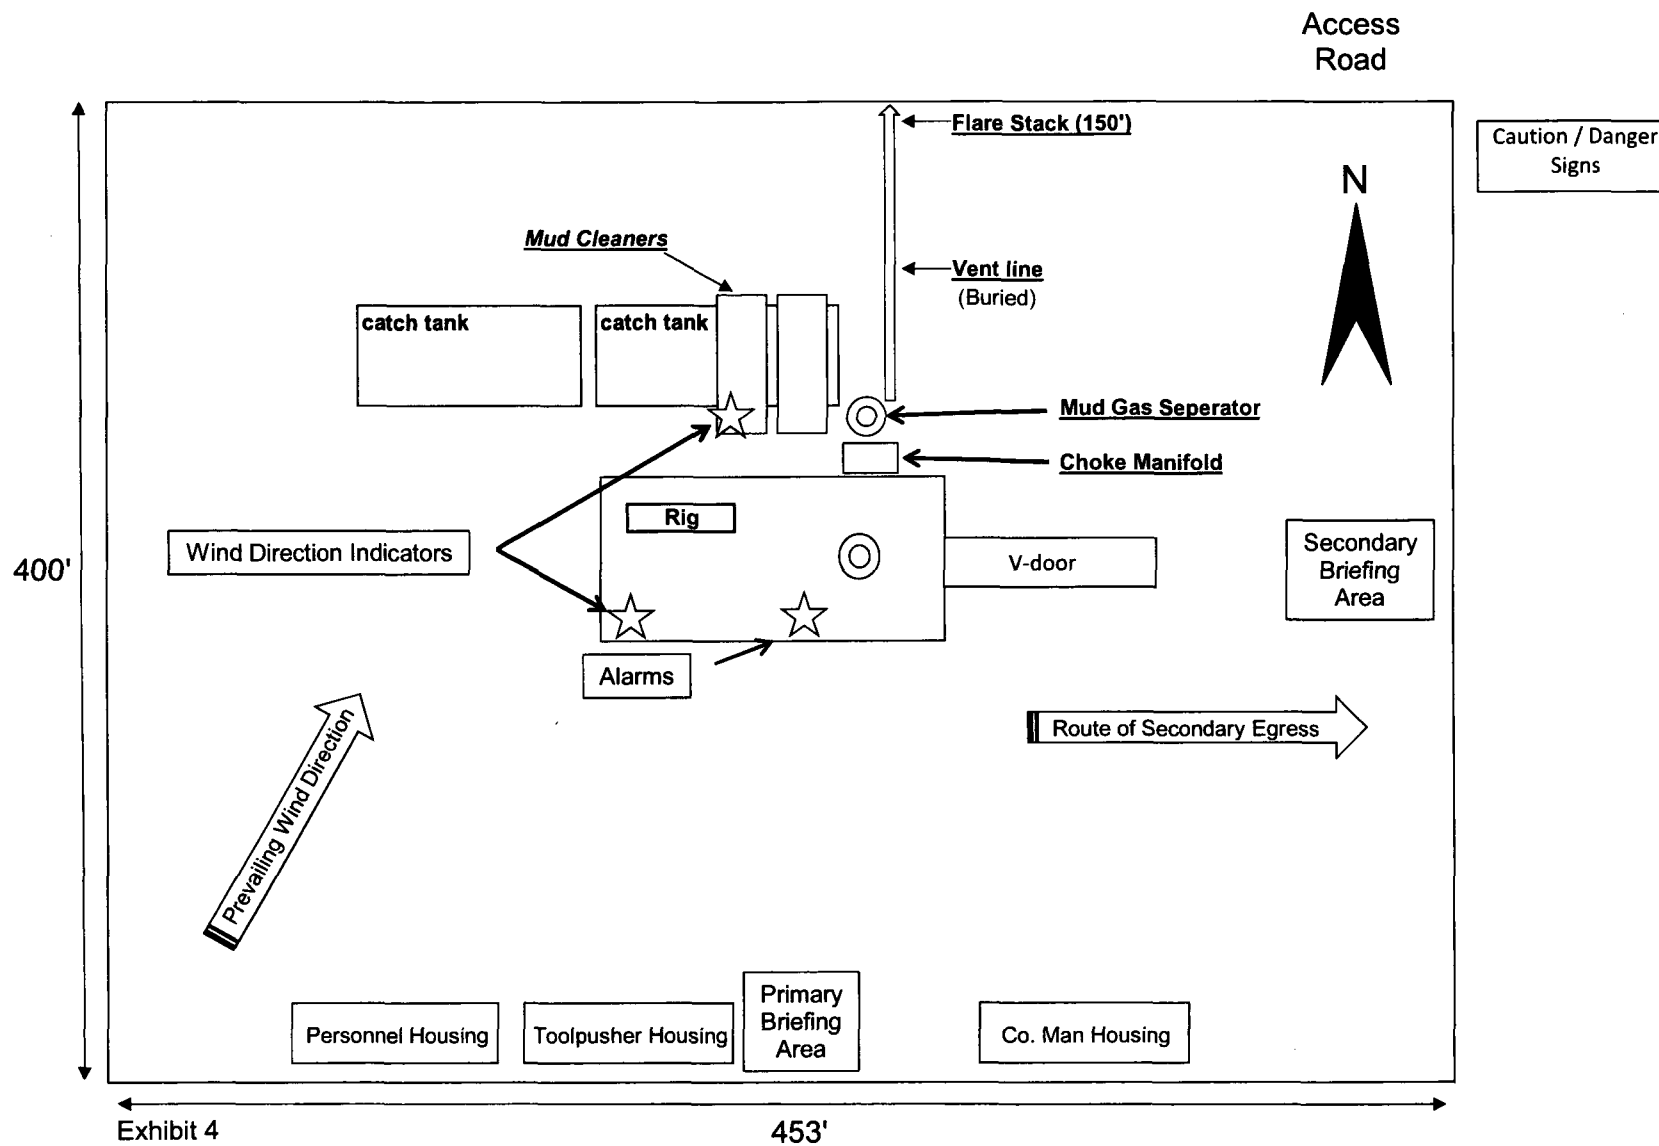 Access
Road
Flare Stack (150')
Caution / Danger
Signs
N
Mud Cleaners
Vent line
(Buried)
catch tank
catch tank
Mud Gas Seperator
Choke Manifold
Rig
Wind Direction Indicators
V-door
Secondary
Briefing
Area
400'
Alarms
Prevailing Wind Direction
Route of Secondary Egress
Personnel Housing
Toolpusher Housing
Primary
Briefing
Area
Co. Man Housing
Exhibit 4
453'